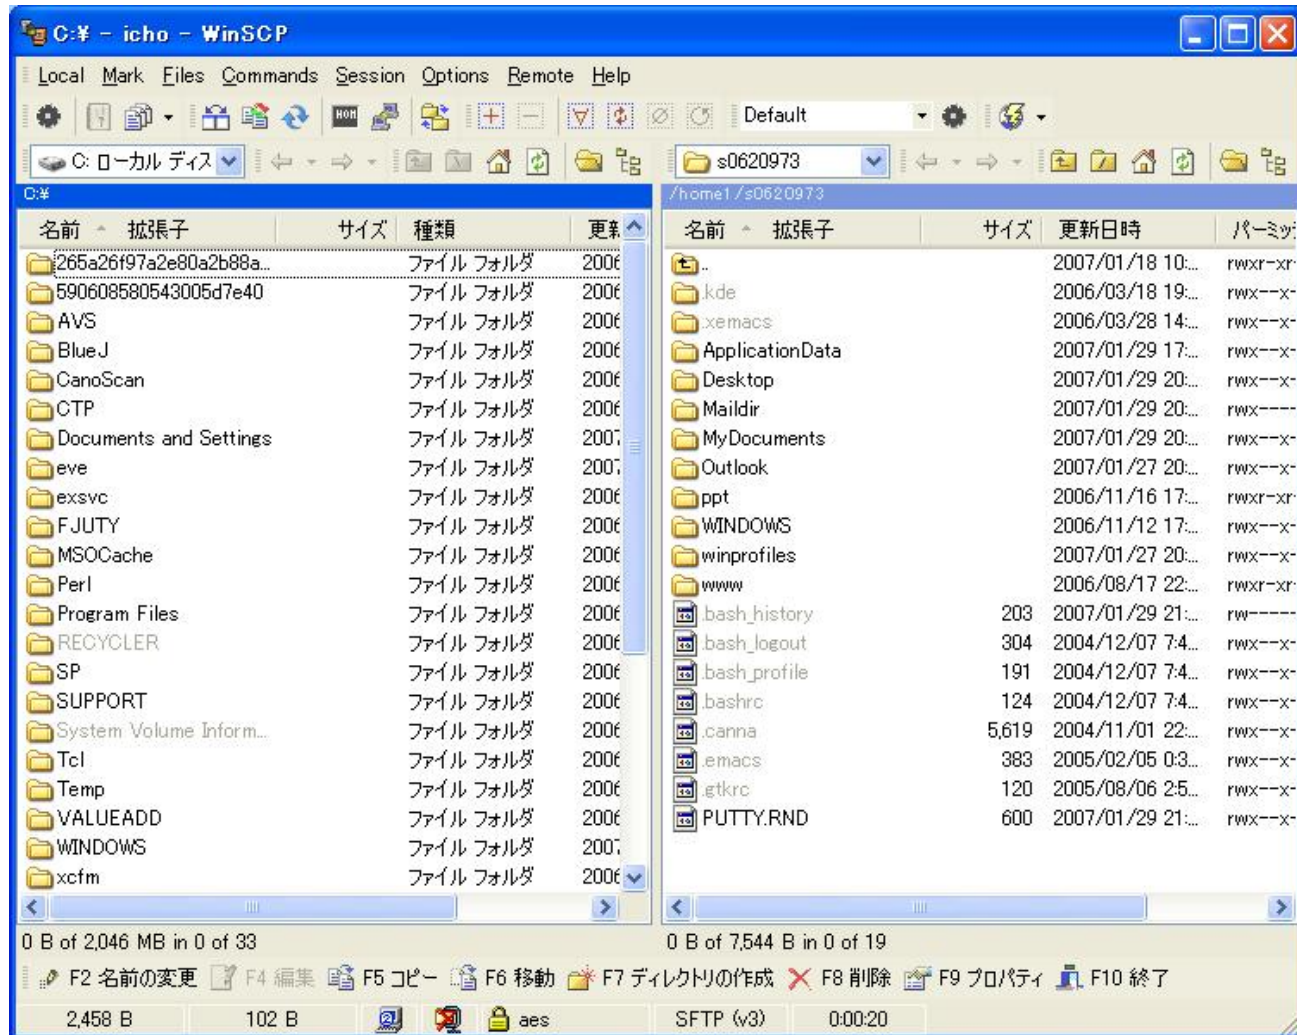 C:¥ - icho - WinSCP
Local Mark Files Commands Session Options Remote Help
Default
C: ローカル ディス
s0620973
C:¥
/home1/s0620973
名前 拡張子 サイズ 種類
名前 拡張子 サイズ 更新日時
265a26f97a2e80a2b88a... ファイル フォルダ 2006
.. 2007/01/18 10:...
590608580543005d7e40 ファイル フォルダ 2006
.kde 2006/03/18 19:... rwx--x-
AVS ファイル フォルダ 2006
.xemacs 2006/03/28 14:... rwx--x-
BlueJ ファイル フォルダ 2006
ApplicationData 2007/01/29 17:... rwx--x-
CanoScan ファイル フォルダ 2006
Desktop 2007/01/29 20:... rwx--x-
CTP ファイル フォルダ 2006
Maildir 2007/01/29 20:... rwx----
Documents and Settings ファイル フォルダ 2007
MyDocuments 2007/01/29 20:... rwx--x-
eve ファイル フォルダ 2007
Outlook 2007/01/27 20:... rwx--x-
exsvc ファイル フォルダ 2006
ppt 2006/11/16 17:... rwxr-xr
FJUTY ファイル フォルダ 2006
WINDOWS 2006/11/12 17:... rwx--x-
MSOCache ファイル フォルダ 2006
winprofiles 2007/01/27 20:... rwx--x-
Perl ファイル フォルダ 2006
www 2006/08/17 22:... rwxr-xr
Program Files ファイル フォルダ 2006
.bash_history 203 2007/01/29 21:... rw-----
RECYCLER ファイル フォルダ 2006
.bash_logout 304 2004/12/07 7:4... rwx--x-
SP ファイル フォルダ 2006
.bash_profile 191 2004/12/07 7:4... rwx--x-
SUPPORT ファイル フォルダ 2006
.bashrc 124 2004/12/07 7:4... rwx--x-
System Volume Inform... ファイル フォルダ 2006
.canna 5,619 2004/11/01 22:... rwx--x-
Tcl ファイル フォルダ 2006
.emacs 383 2005/02/05 0:3... rwx--x-
Temp ファイル フォルダ 2006
.gtkrc 120 2005/08/06 2:5... rwx--x-
VALUEADD ファイル フォルダ 2006
PUTTY.RND 600 2007/01/29 21:... rwx--x-
WINDOWS ファイル フォルダ 2007
xcfm ファイル フォルダ 2006
0 B of 2,046 MB in 0 of 33
0 B of 7,544 B in 0 of 19
F2 名前の変更 F4 編集 F5 コピー F6 移動 F7 ディレクトリの作成 F8 削除 F9 プロパティ F10 終了
2,458 B 102 B aes SFTP (v3) 0:00:20